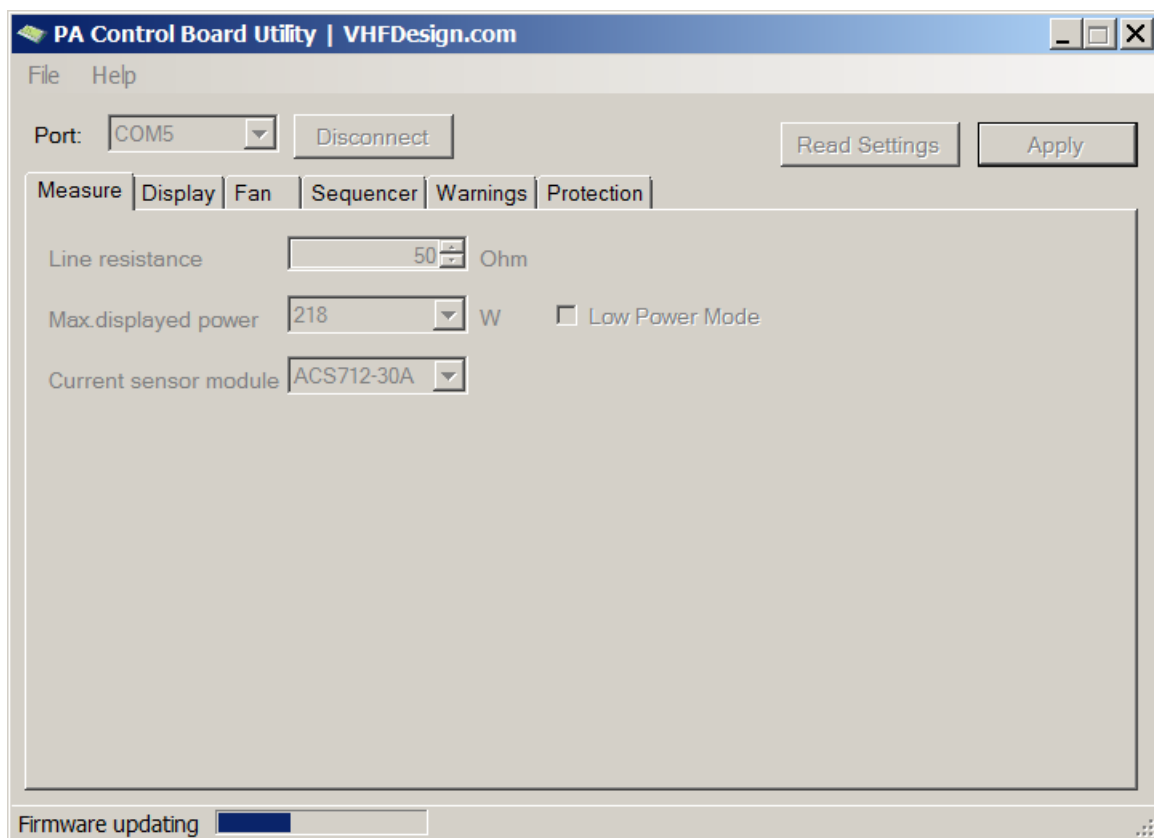 PA Control Board Utility | VHFDesign.com
File Help
Port: COM5 Disconnect Read Settings Apply
Measure Display Fan Sequencer Warnings Protection
Line resistance 50 Ohm
Max.displayed power 218 W Low Power Mode
Current sensor module ACS712-30A
Firmware updating